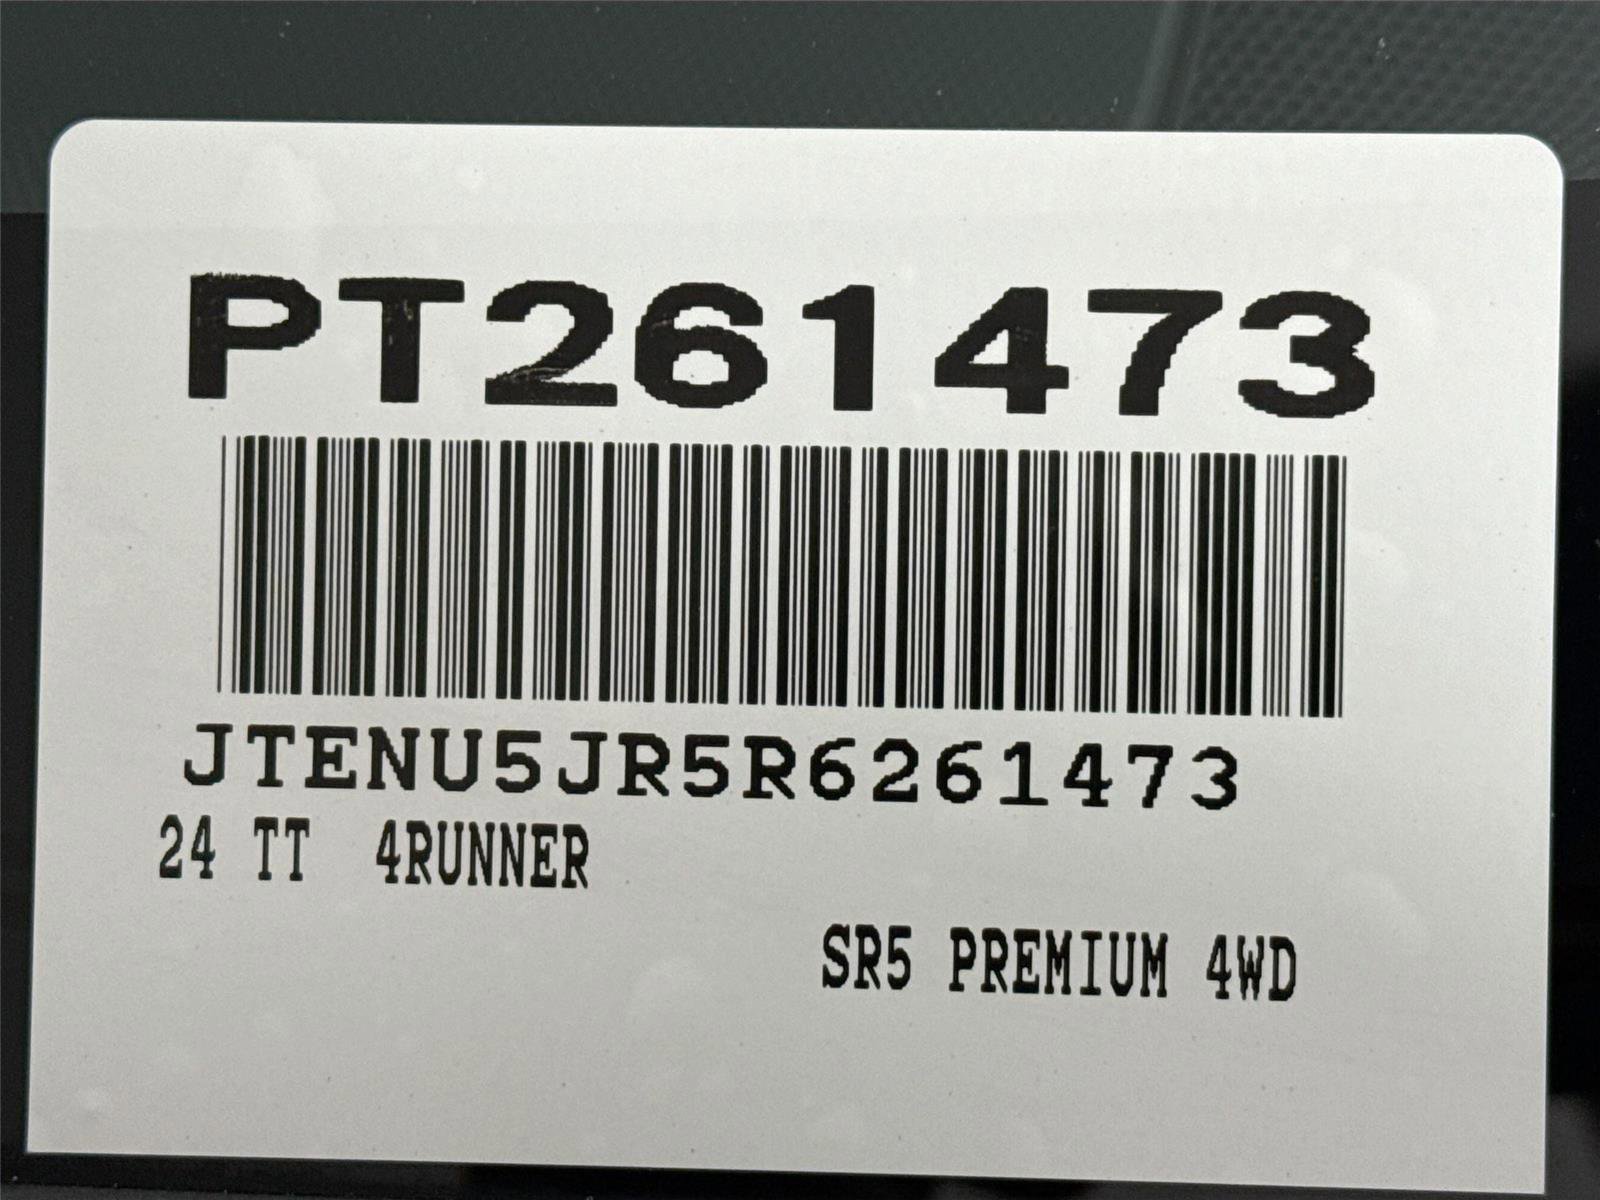 PT261473
JTENU5JR5R6261473
24 TT 4RUNNER
SR5 PREMIUM 4WD